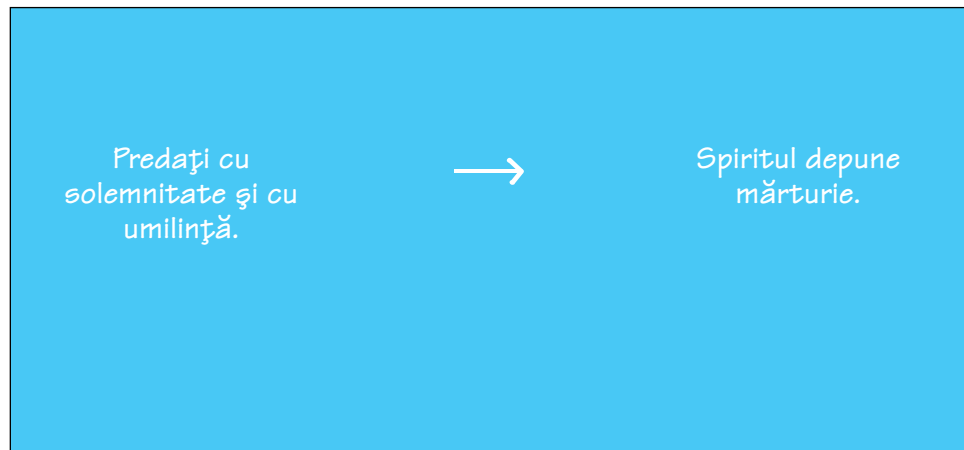 Predaţi cu
solemnitate şi cu
umilinţă.
→
Spiritul depune
mărturie.